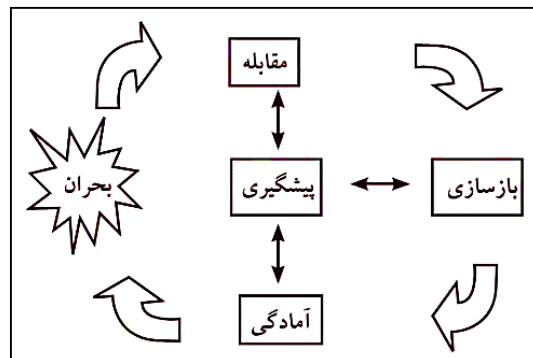 مقابله
بحران
پیشگیری
بازسازی
آمادگی